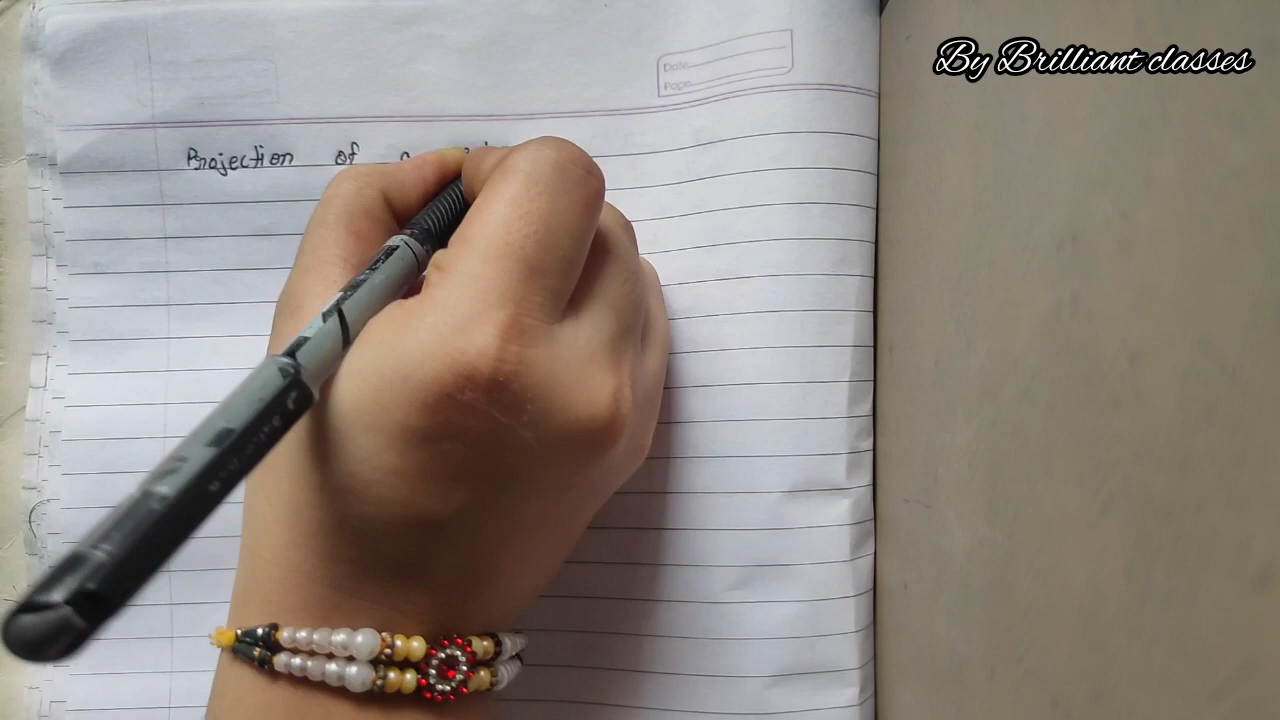 By Brilliant classes
Date
Page
Projection of a